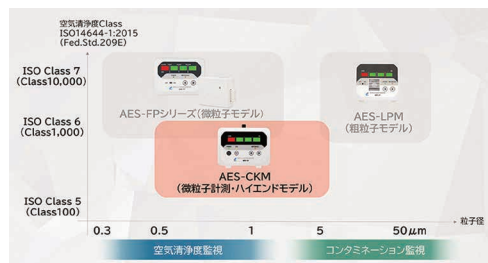 空気清浄度Class
ISO14644-1:2015
(Fed.Std.209E)
ISO Class 7
(Class10,000)
AES-FPシリーズ(微粒子モデル)
AES-LPM
(粗粒子モデル)
ISO Class 6
(Class1,000)
AES-CKM
(微粒子計測・ハイエンドモデル)
ISO Class 5
(Class100)
粒子径
0.3 0.5 1 5 50μm
空気清浄度監視 コンタミネーション監視